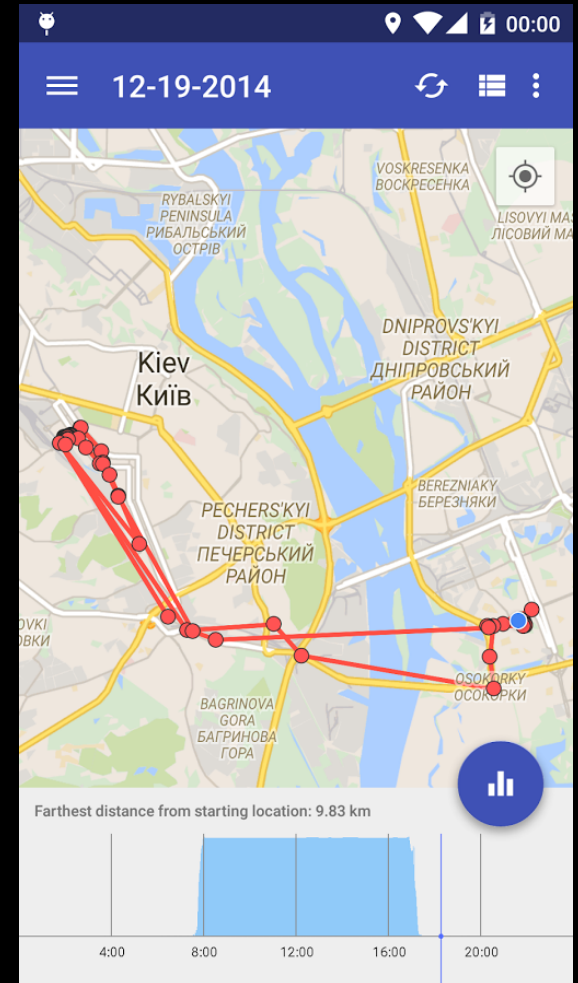 00:00
12-19-2014
VOSKRESENKA
ВОСКРЕСЕНКА
RYBALSKYI
PENINSULA
РИБАЛЬСЬКИЙ
ОСТРІВ
LISOVYI MA
ЛІСОВИЙ МА
DNIPROVS'KYI
DISTRICT
ДНІПРОВСЬКИЙ
РАЙОН
Kiev
Київ
BEREZNIAKY
БЕРЕЗНЯКИ
PECHERS'KYI
DISTRICT
ПЕЧЕРСЬКИЙ
РАЙОН
OVKI
ОВКИ
OSOKORKY
ОСОКОРКИ
BAGRINOVA
GORA
БАГРИНОВА
ГОРА
Farthest distance from starting location: 9.83 km
4:00 8:00 12:00 16:00 20:00